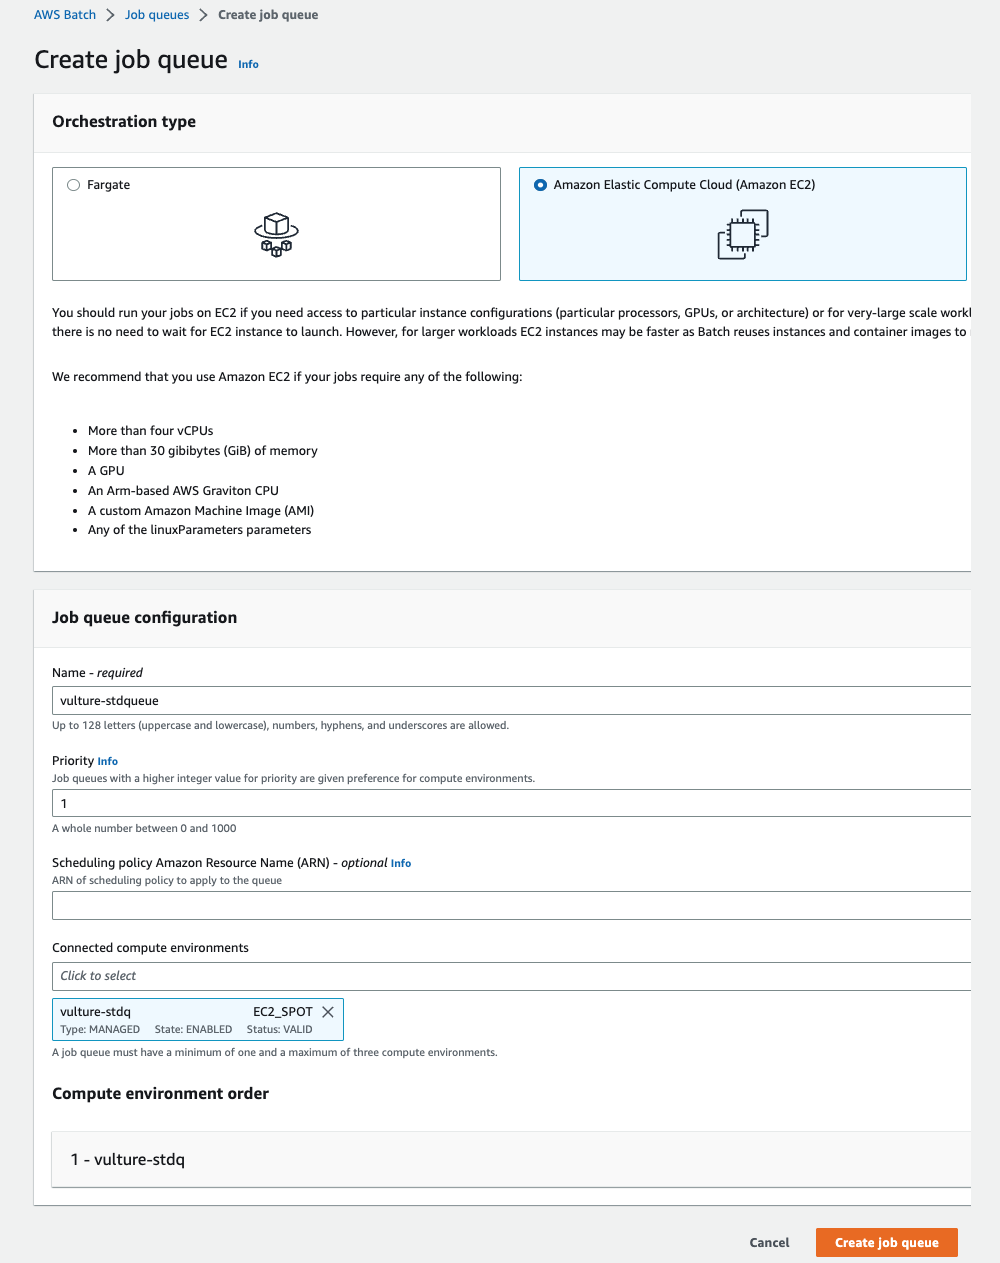 AWS Batch > Job queues > Create job queue
Create job queue Info
Orchestration type
Fargate
Amazon Elastic Compute Cloud (Amazon EC2)
You should run your jobs on EC2 if you need access to particular instance configurations (particular processors, GPUs, or architecture) or for very-large scale
there is no need to wait for EC2 instance to launch. However, for larger workloads EC2 instances may be faster as Batch reuses instances and container images to
We recommend that you use Amazon EC2 if your jobs require any of the following:
• More than four vCPUs
• More than 30 gibibytes (GiB) of memory
• A GPU
• An Arm-based AWS Graviton CPU
• A custom Amazon Machine Image (AMI)
• Any of the linuxParameters parameters
Job queue configuration
Name - required
vulture-stdqueue
Up to 128 letters (uppercase and lowercase), numbers, hyphens, and underscores are allowed.
Priority Info
Job queues with a higher integer value for priority are given preference for compute environments.
1
A whole number between 0 and 1000
Scheduling policy Amazon Resource Name (ARN) - optional Info
ARN of scheduling policy to apply to the queue
Connected compute environments
Click to select
vulture-stdq EC2_SPOT
Type: MANAGED State: ENABLED Status: VALID
A job queue must have a minimum of one and a maximum of three compute environments.
Compute environment order
1 - vulture-stdq
Cancel
Create job queue